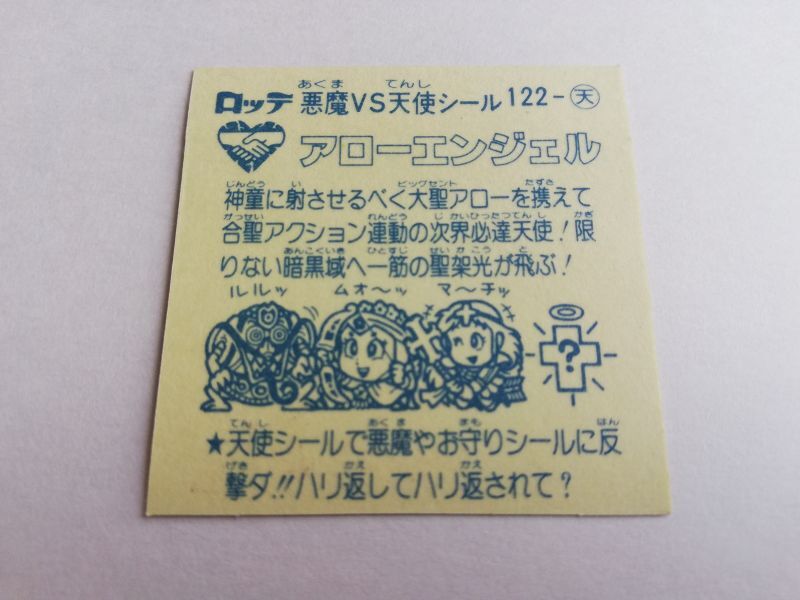 ロッテ 悪魔VS天使シール 122-天
アローエンジェル
神童に射させるべく大聖アローを携えて
合聖アクション連動の次界必達天使！限
りない暗黒域へ一筋の聖架光が飛ぶ！
ルルッ ムオ〜ッ マ〜チッ
?
★天使シールで悪魔やお守りシールに反
撃ダ!!ハリ返してハリ返されて？